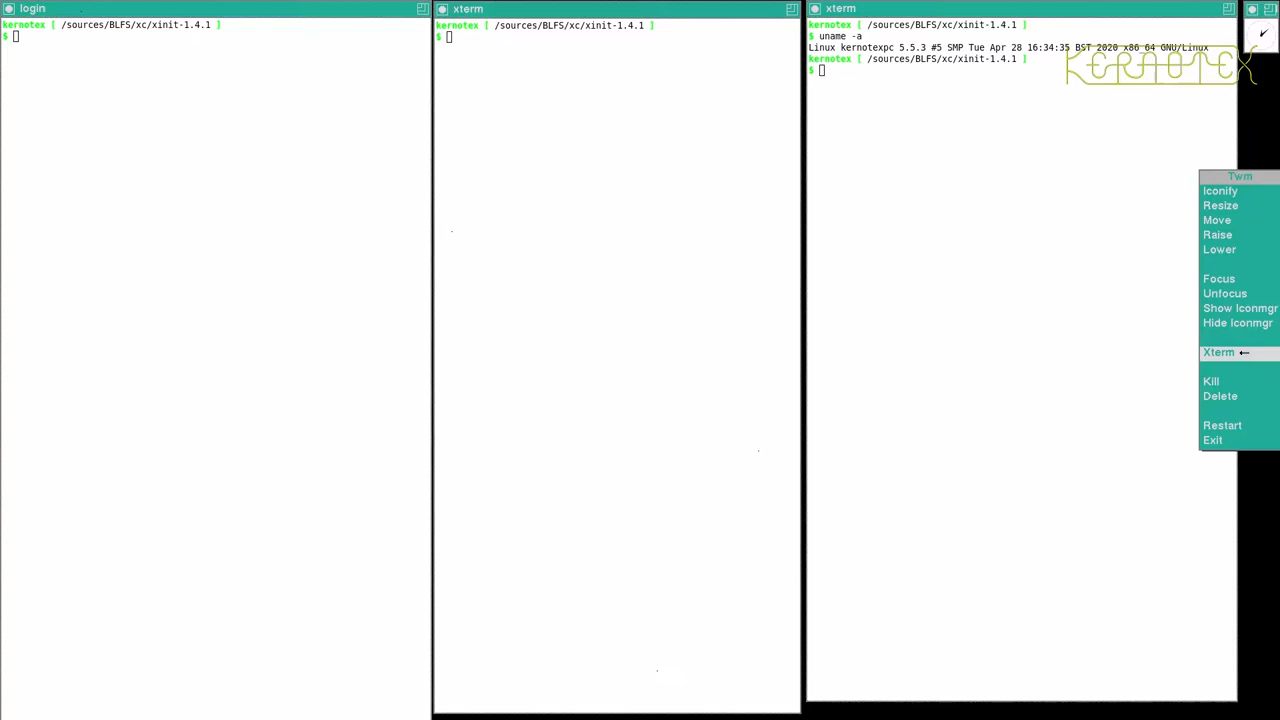 login
kernotex [ /sources/BLFS/xc/xinit-1.4.1 ]
$
xterm
kernotex [ /sources/BLFS/xc/xinit-1.4.1 ]
$
xterm
kernotex [ /sources/BLFS/xc/xinit-1.4.1 ]
$ uname -a
Linux kernotexpc 5.5.3 #5 SMP Tue Apr 28 16:34:35 BST 2020 x86_64 GNU/Linux
kernotex [ /sources/BLFS/xc/xinit-1.4.1 ]
$
KERNOTEX
Twm
Iconify
Resize
Move
Raise
Lower
Focus
Unfocus
Show Iconmgr
Hide Iconmgr
Xterm
Kill
Delete
Restart
Exit